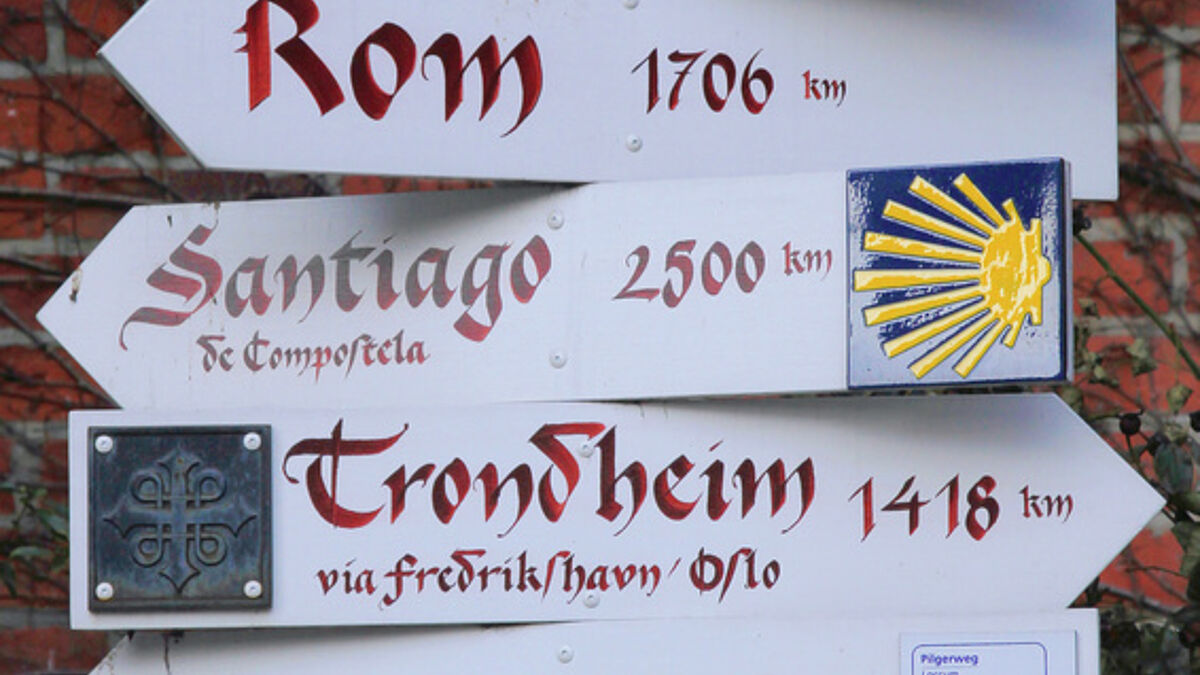 Rom 1706 km
Santiago 2500 km
de Compostela
Trondheim 1418 km
via Fredrikshavn/Oslo
Pilgerweg